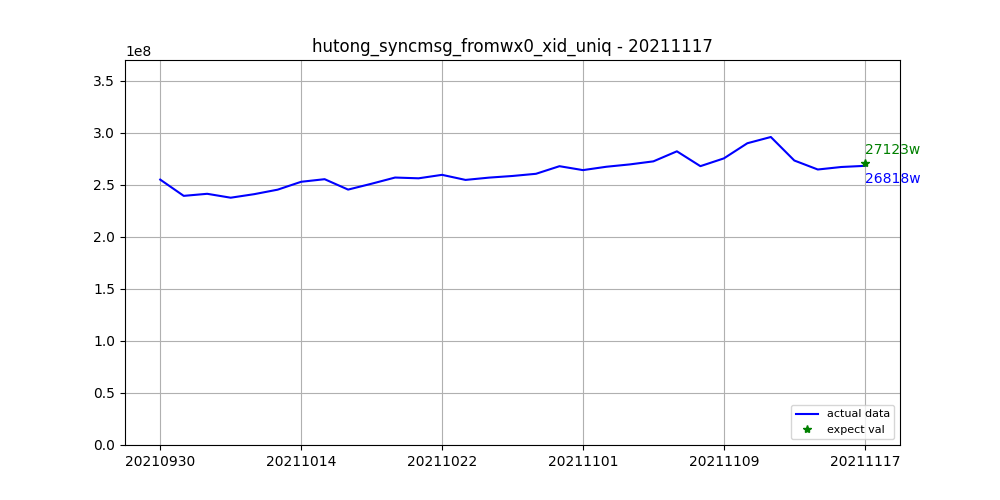 hutong_syncmsg_fromwx0_xid_uniq - 20211117
1e8
3.5
3.0
2.5
2.0
1.5
1.0
0.5
0.0
27123w
26818w
actual data
expect val
20210930 20211014 20211022 20211101 20211109 20211117